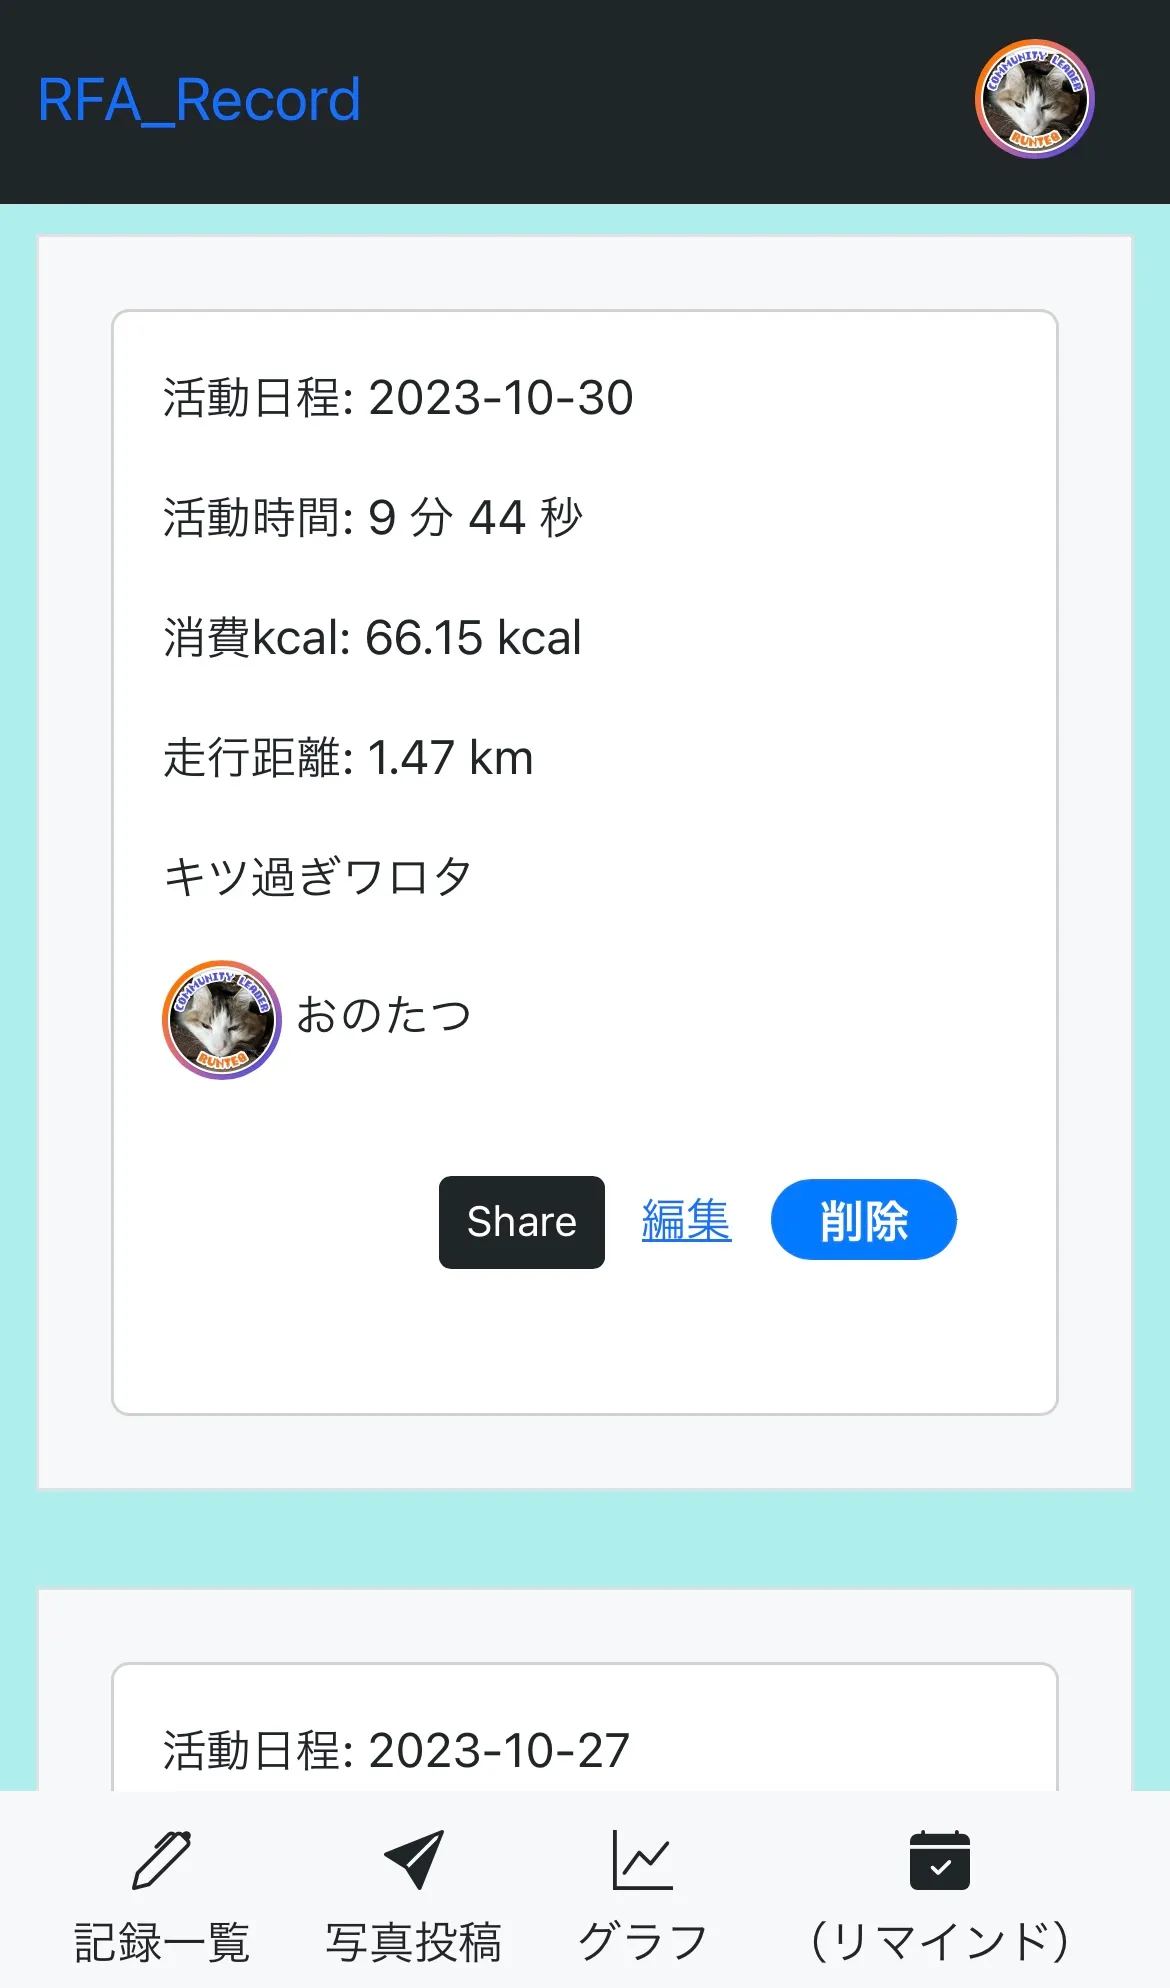 RFA_Record
COMMUNITY LEADER
RUNTEQ
活動日程: 2023-10-30
活動時間: 9 分 44 秒
消費kcal: 66.15 kcal
走行距離: 1.47 km
キツ過ぎワロタ
COMMUNITY LEADER
RUNTEQ
おのたつ
Share 編集 削除
活動日程: 2023-10-27
記録一覧 写真投稿 グラフ （リマインド）